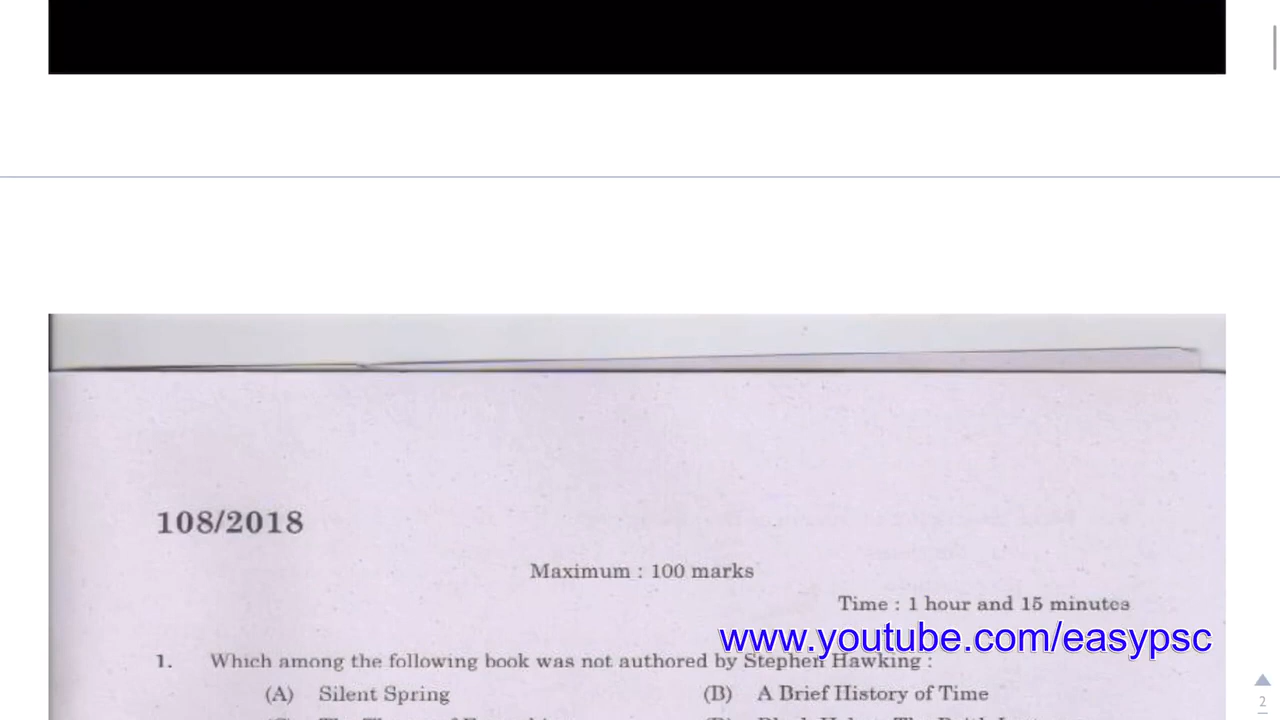 108/2018
Maximum : 100 marks
Time : 1 hour and 15 minutes
www.youtube.com/easypsc
1. Which among the following book was not authored by Stephen Hawking :
(A) Silent Spring (B) A Brief History of Time
2